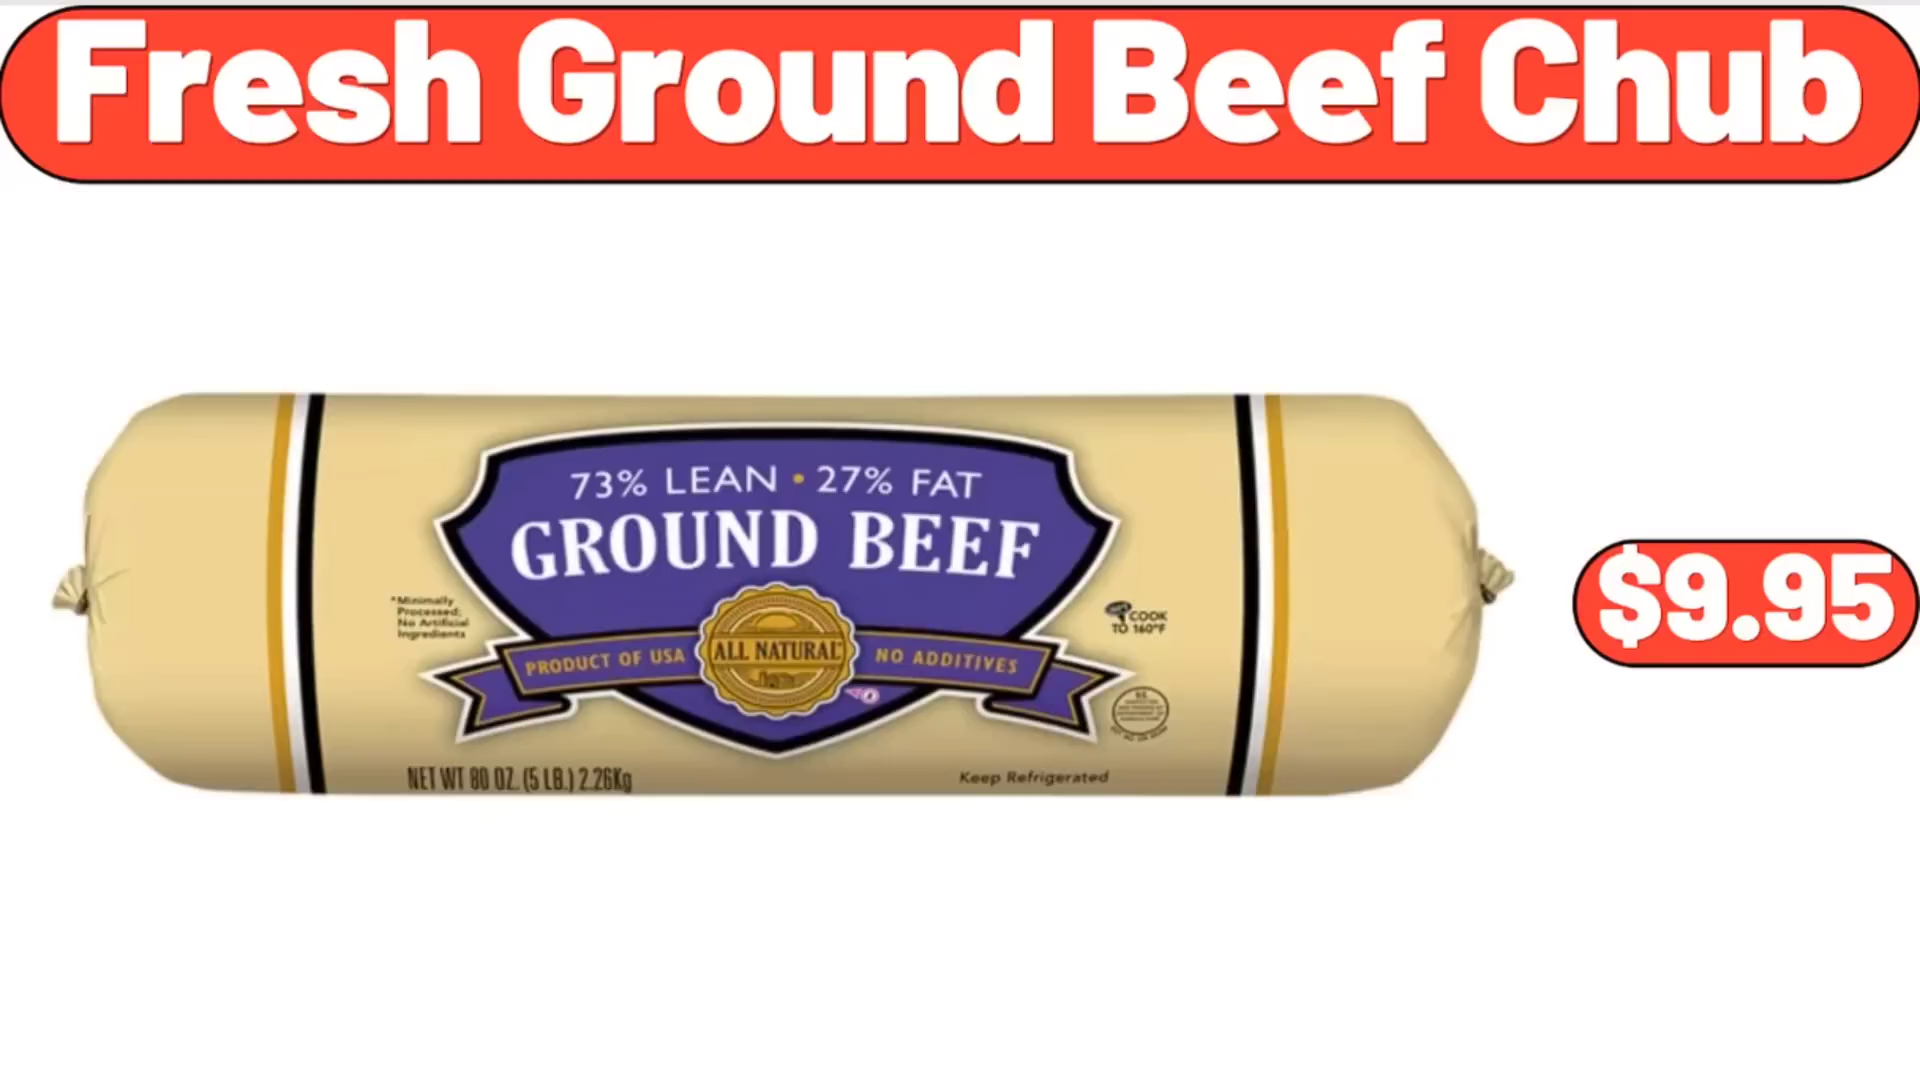 Fresh Ground Beef Chub
73% LEAN • 27% FAT
GROUND BEEF
$9.95
*Minimally
Processed;
No Artificial
Ingredients
COOK
TO 160°F
PRODUCT OF USA
ALL NATURAL*
NO ADDITIVES
NET WT 80 OZ. (5 LB.) 2.26Kg
Keep Refrigerated